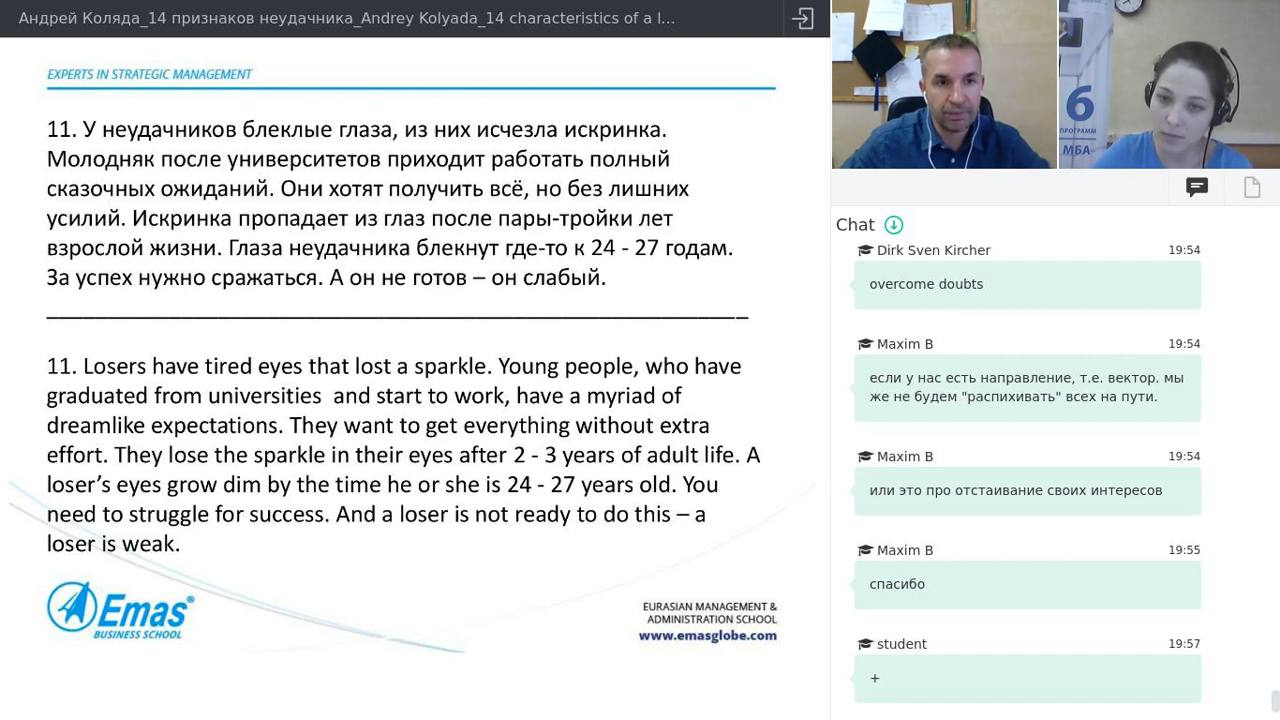 Андрей Коляда_14 признаков неудачника_Andrey Kolyada_14 characteristics of a l...
EXPERTS IN STRATEGIC MANAGEMENT
11. У неудачников блеклые глаза, из них исчезла искринка.
Молодняк после университетов приходит работать полный
сказочных ожиданий. Они хотят получить всё, но без лишних
усилий. Искринка пропадает из глаз после пары-тройки лет
взрослой жизни. Глаза неудачника блекнут где-то к 24 - 27 годам.
За успех нужно сражаться. А он не готов – он слабый.
11. Losers have tired eyes that lost a sparkle. Young people, who have
graduated from universities and start to work, have a myriad of
dreamlike expectations. They want to get everything without extra
effort. They lose the sparkle in their eyes after 2 - 3 years of adult life. A
loser’s eyes grow dim by the time he or she is 24 - 27 years old. You
need to struggle for success. And a loser is not ready to do this – a
loser is weak.
Emas®
BUSINESS SCHOOL
EURASIAN MANAGEMENT &
ADMINISTRATION SCHOOL
www.emasglobe.com
6
ПРОГРАММ
МБА
Chat
Dirk Sven Kircher 19:54
overcome doubts
Maxim B 19:54
если у нас есть направление, т.е. вектор. мы
же не будем "распихивать" всех на пути.
Maxim B 19:54
или это про отстаивание своих интересов
Maxim B 19:55
спасибо
student 19:57
+